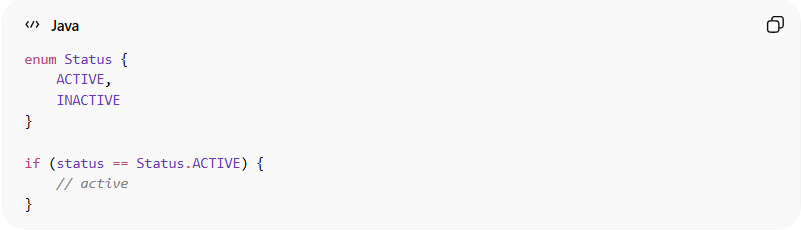 Java
enum Status {
    ACTIVE,
    INACTIVE
}

if (status == Status.ACTIVE) {
    // active
}